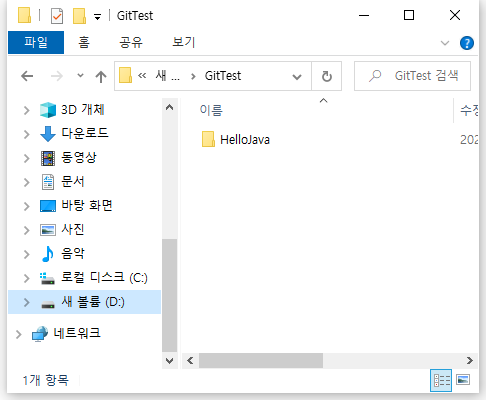 GitTest
파일 홈 공유 보기
« 새 ... > GitTest
GitTest 검색
이름 수정
HelloJava 202
3D 개체
다운로드
동영상
문서
바탕 화면
사진
음악
로컬 디스크 (C:)
새 볼륨 (D:)
네트워크
1개 항목